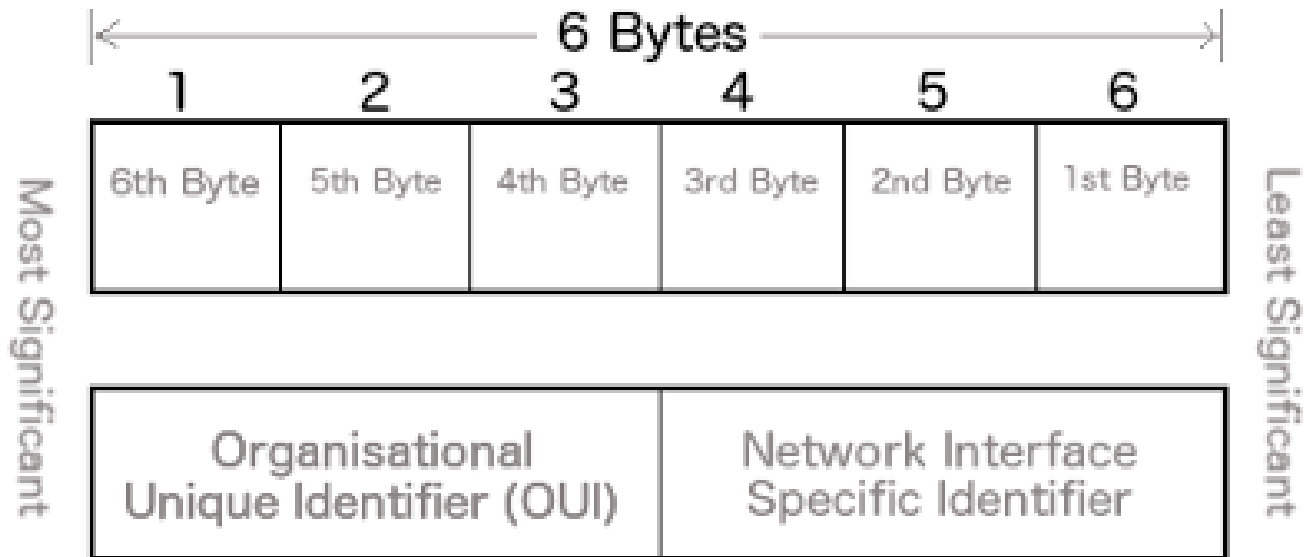 6 Bytes
1 2 3 4 5 6
6th Byte 5th Byte 4th Byte 3rd Byte 2nd Byte 1st Byte
Most Significant
Least Significant
Organisational
Unique Identifier (OUI)
Network Interface
Specific Identifier